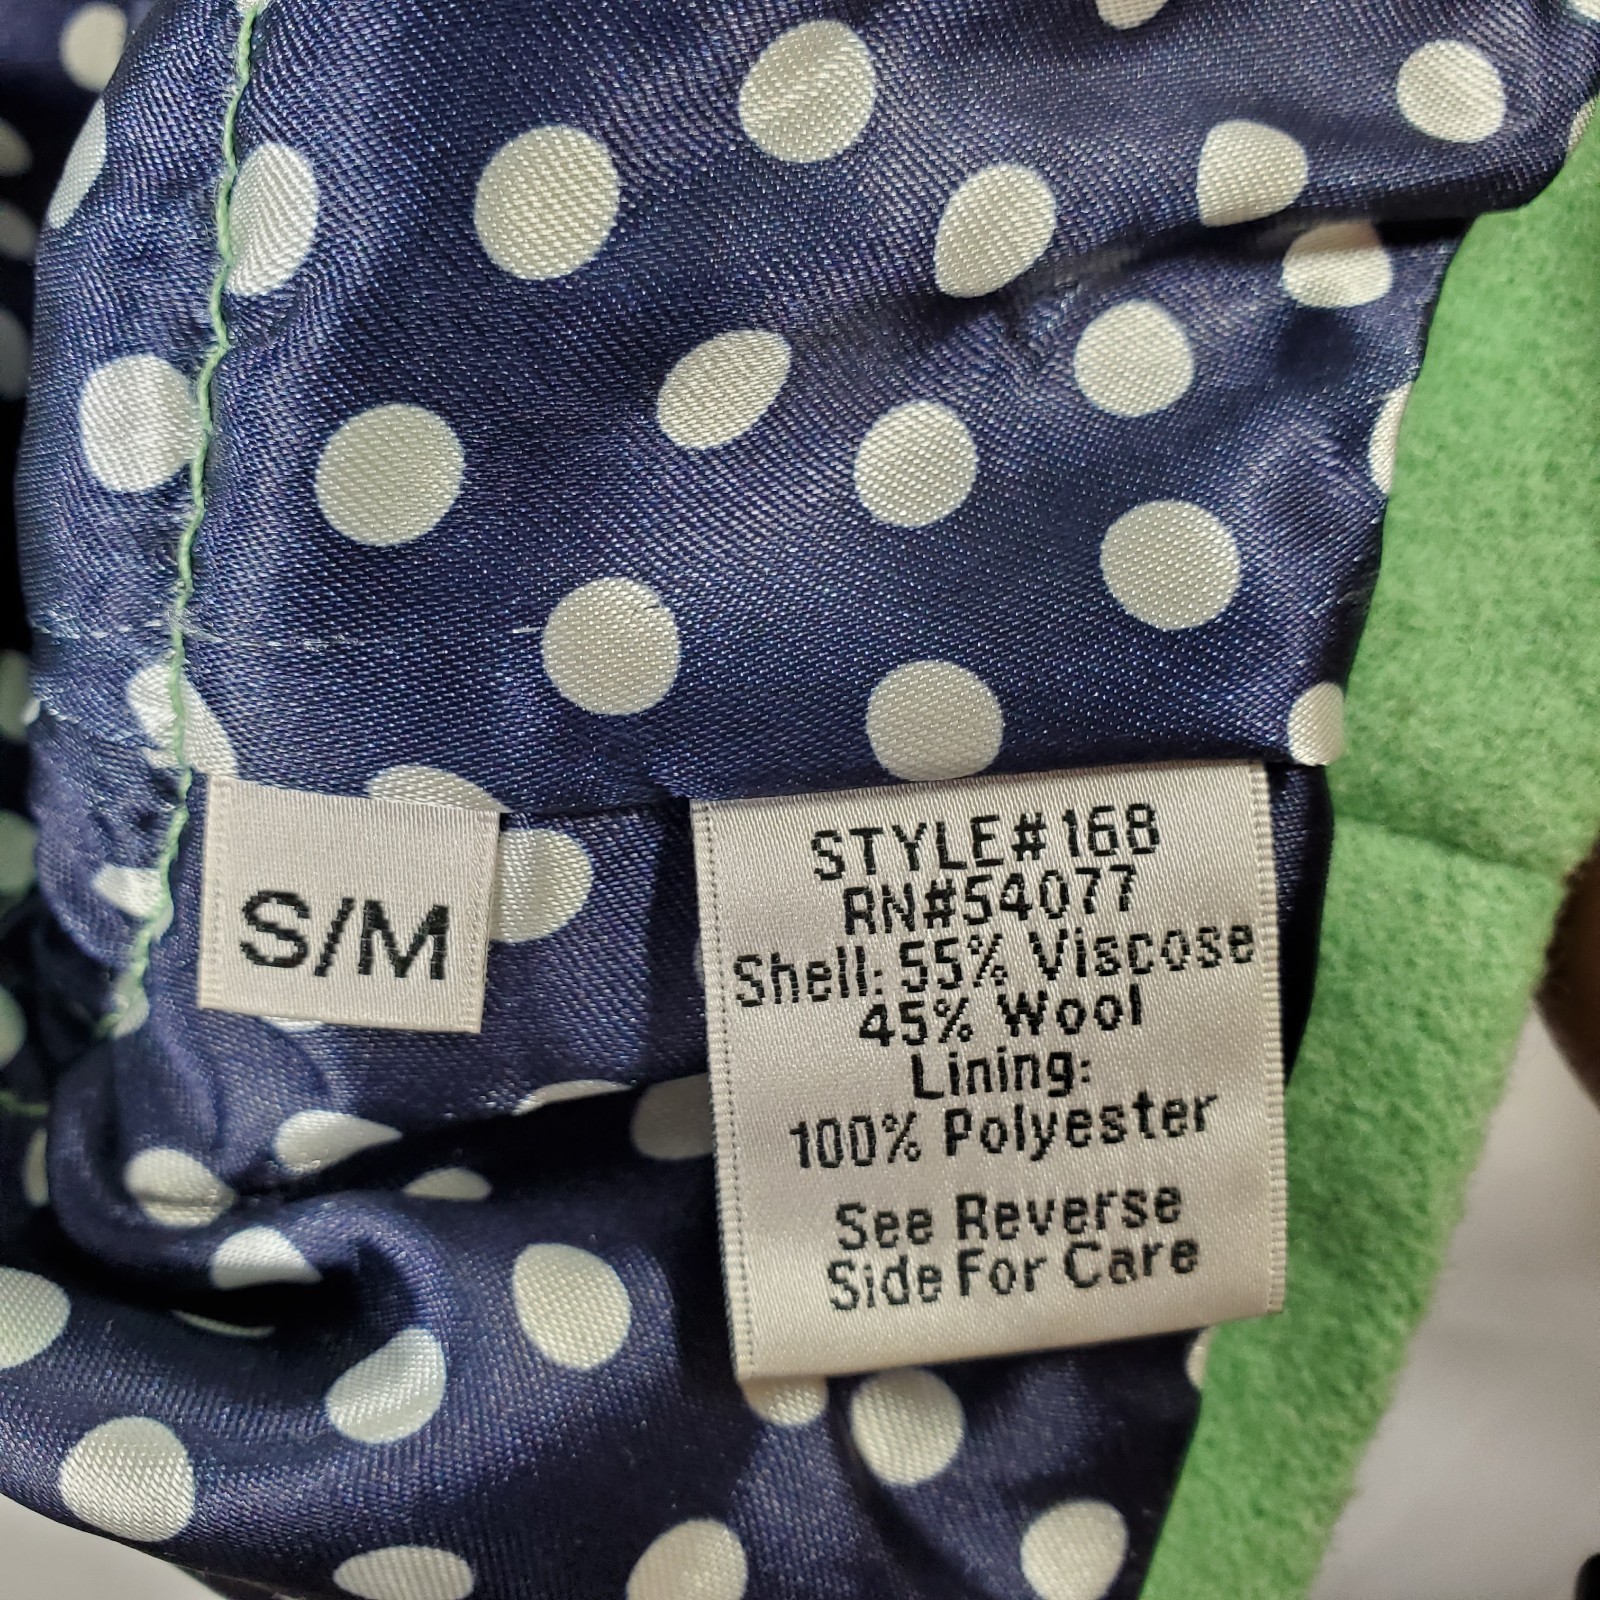 S/M
STYLE#168
RN#54077
Shell: 55% Viscose
45% Wool
Lining:
100% Polyester
See Reverse
Side For Care